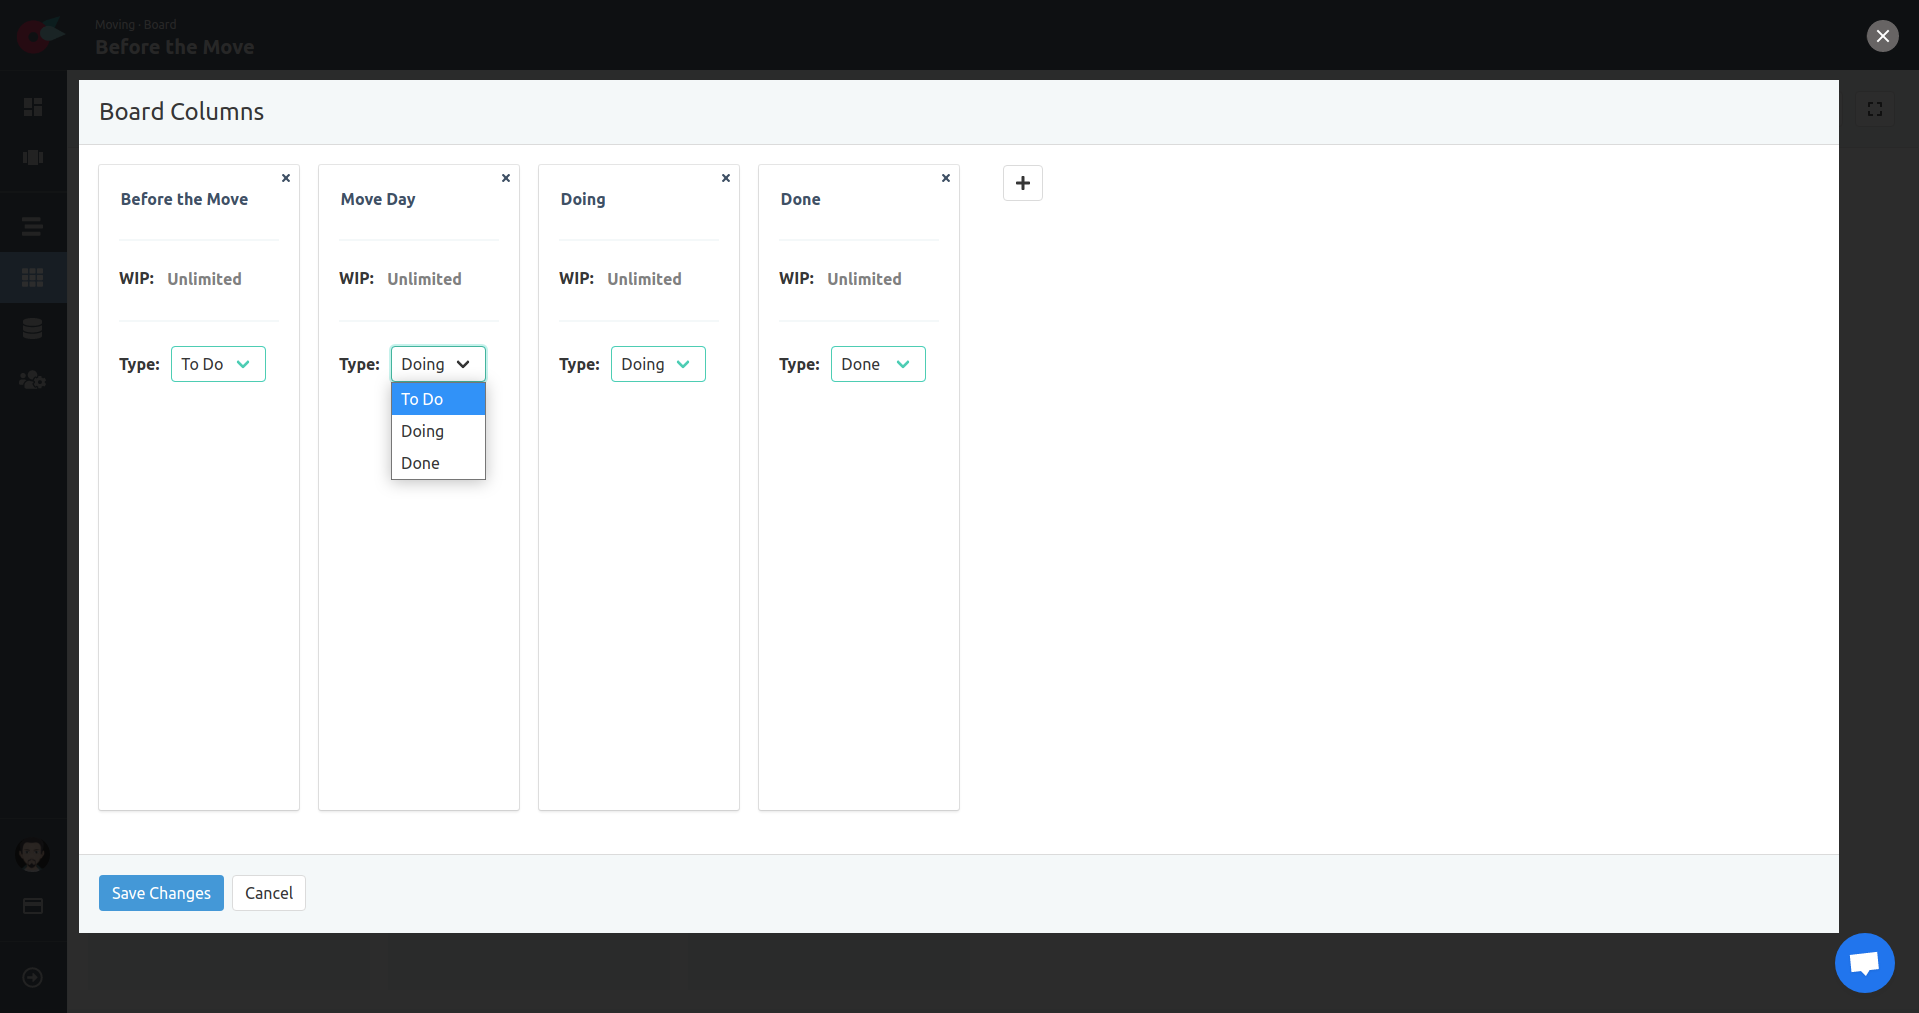 Moving · Board
Before the Move
Board Columns
Before the Move
WIP: Unlimited
Type: To Do
Move Day
WIP: Unlimited
Type: Doing
To Do
Doing
Done
Doing
WIP: Unlimited
Type: Doing
Done
WIP: Unlimited
Type: Done
Save Changes
Cancel